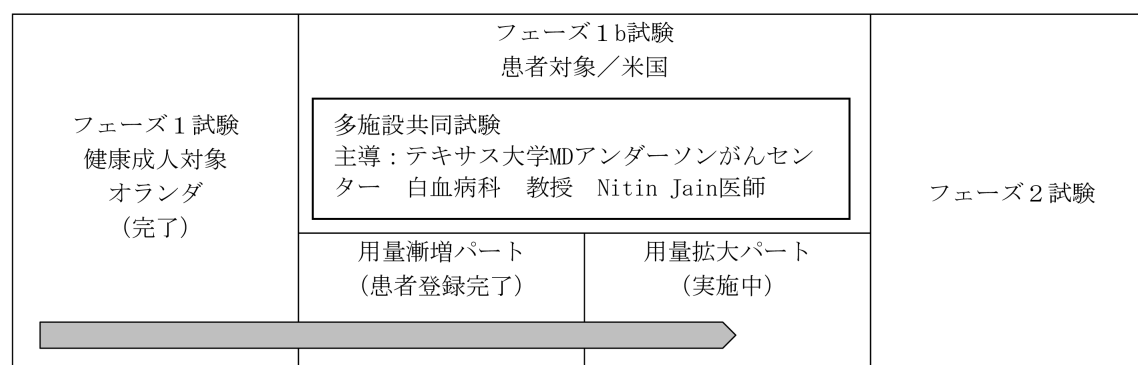 フェーズ１試験
健康成人対象
オランダ
（完了）
フェーズ１b試験
患者対象／米国
多施設共同試験
主導：テキサス大学MDアンダーソンがんセン
ター　白血病科　教授　Nitin Jain医師
用量漸増パート
（患者登録完了）
用量拡大パート
（実施中）
フェーズ２試験